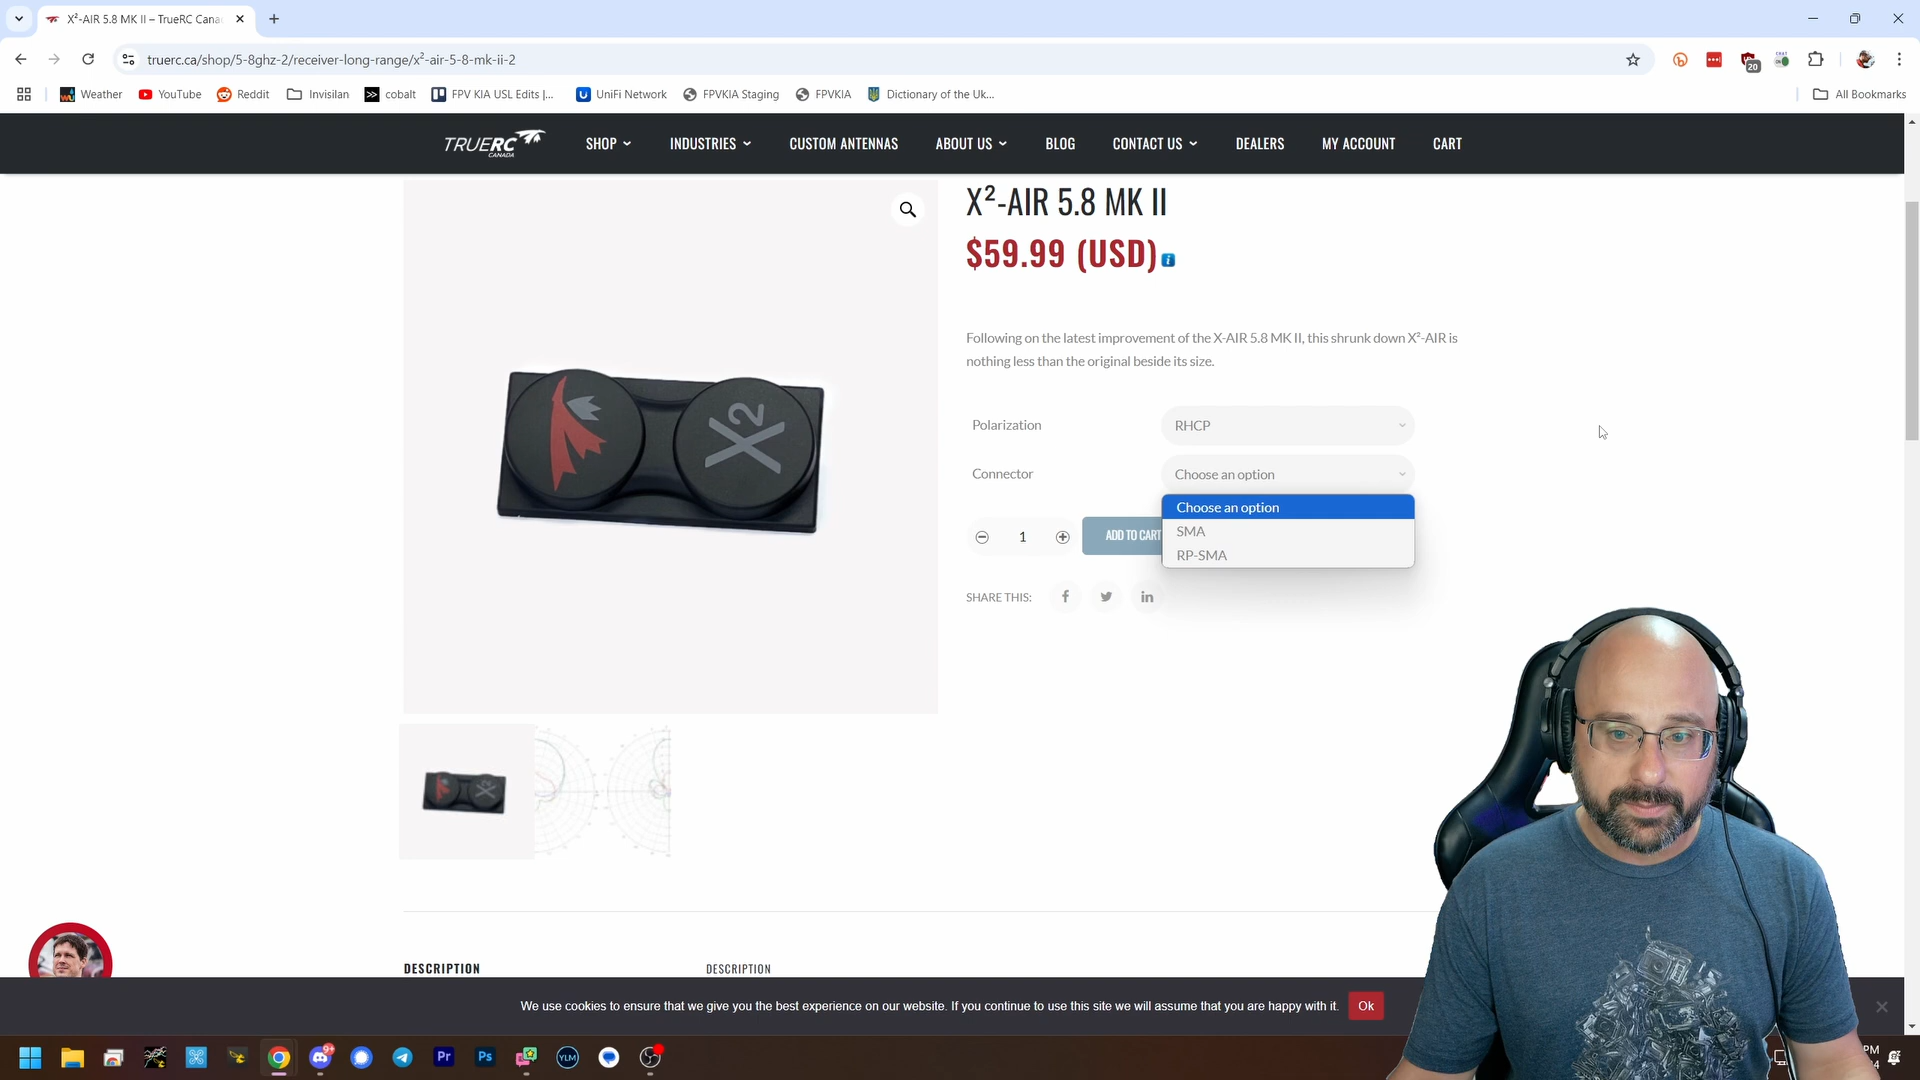 X²-AIR 5.8 MK II – TrueRC Cana
truerc.ca/shop/5-8ghz-2/receiver-long-range/x²-air-5-8-mk-ii-2
20
Weather
YouTube
Reddit
Invisilan
cobalt
FPV KIA USL Edits |...
UniFi Network
FPVKIA Staging
FPVKIA
Dictionary of the Uk...
All Bookmarks
TRUERC
CANADA
SHOP
INDUSTRIES
CUSTOM ANTENNAS
ABOUT US
BLOG
CONTACT US
DEALERS
MY ACCOUNT
CART
X²-AIR 5.8 MK II
$59.99 (USD)
Following on the latest improvement of the X-AIR 5.8 MK II, this shrunk down X²-AIR is
nothing less than the original beside its size.
Polarization
RHCP
Connector
Choose an option
Choose an option
SMA
RP-SMA
1
ADD TO CART
SHARE THIS:
X2
DESCRIPTION
DESCRIPTION
We use cookies to ensure that we give you the best experience on our website. If you continue to use this site we will assume that you are happy with it.
Ok
9+
Pr
Ps
YLM
PM